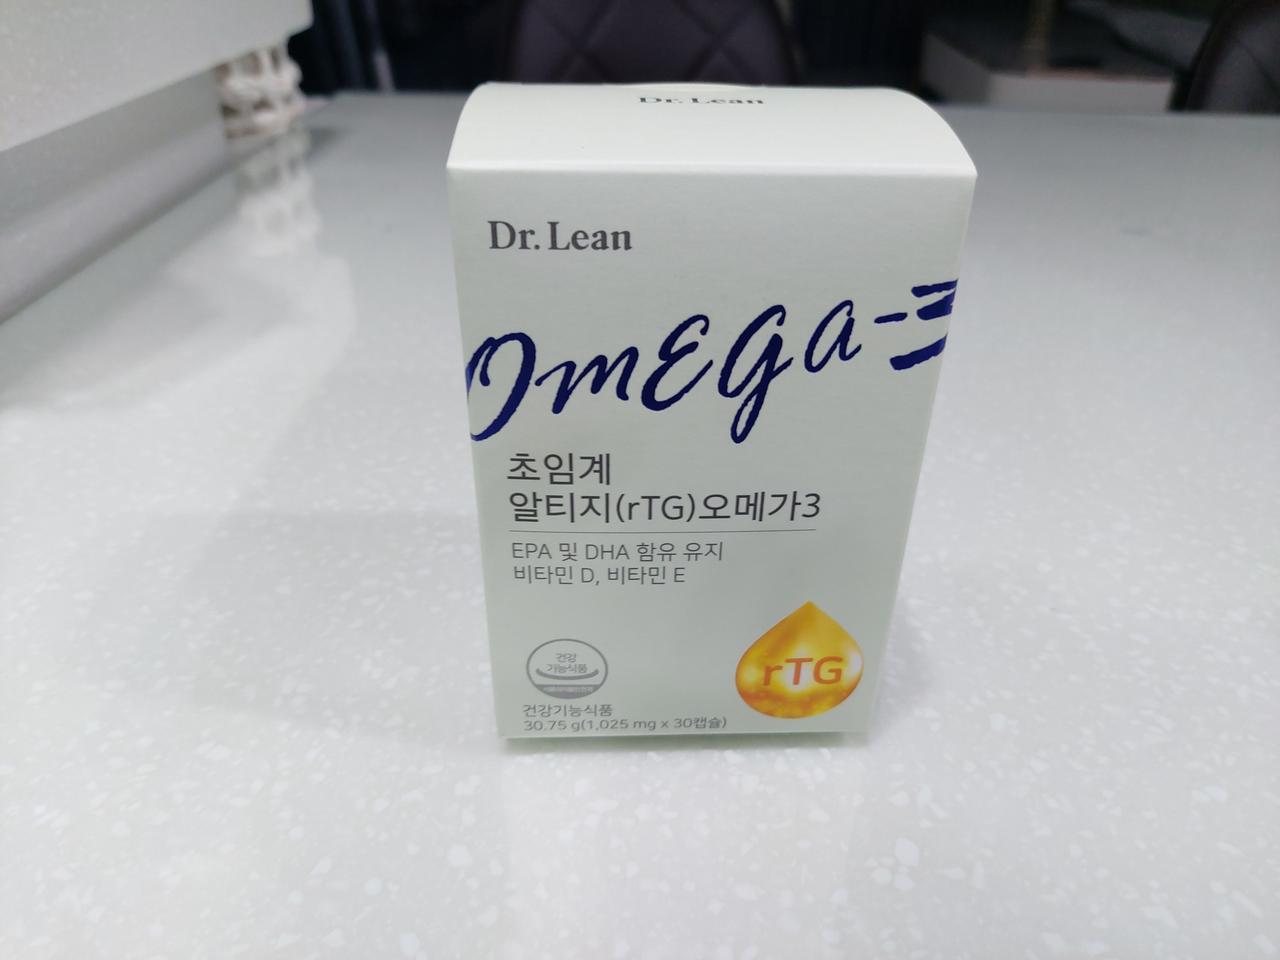 Dr. Lean
Dr. Lean
OmEga-3
초임계
알티지(rTG)오메가3
EPA 및 DHA 함유 유지
비타민 D, 비타민 E
rTG
건강
기능식품
건강기능식품
30.75 g(1,025 mg x 30캡슐)